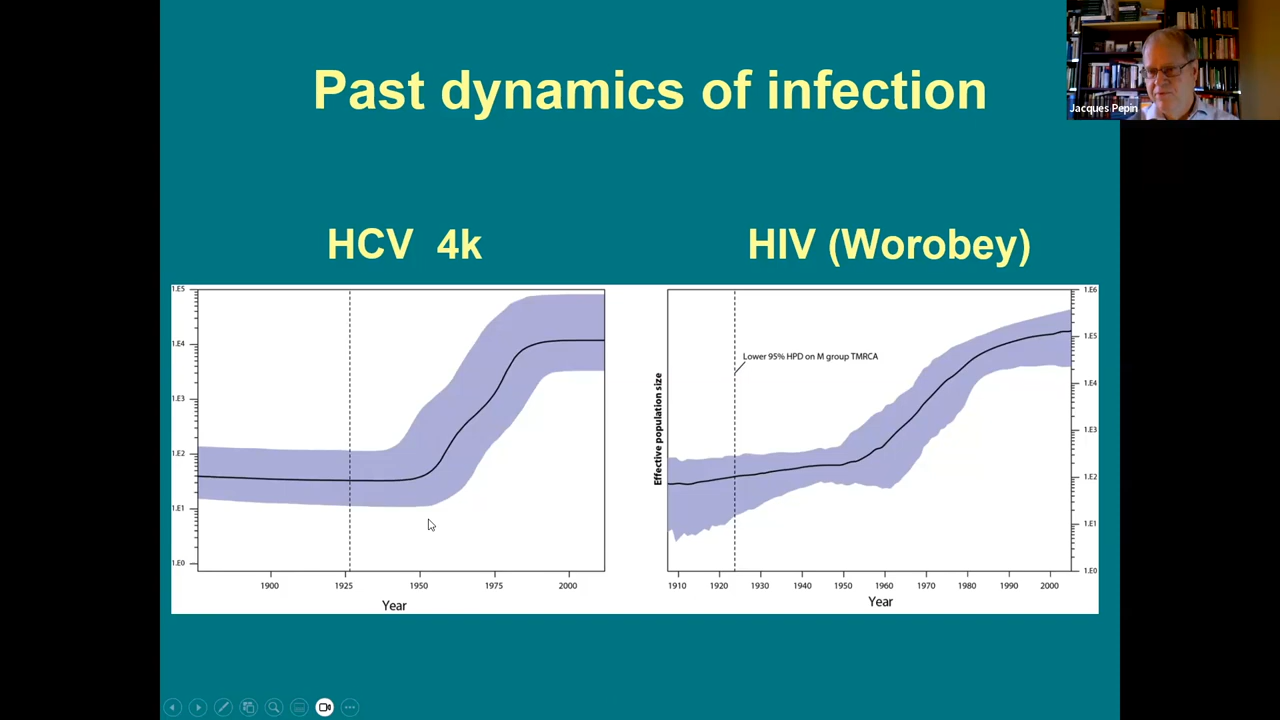 Past dynamics of infection
Jacques Pepin
HCV 4k
HIV (Worobey)
1.E5
1.E4
1.E3
1.E2
1.E1
1.E0
1900
1925
1950
1975
2000
Year
Lower 95% HPD on M group TMRCA
Effective population size
1.E6
1.E5
1.E4
1.E3
1.E2
1.E1
1.E0
1910
1920
1930
1940
1950
1960
1970
1980
1990
2000
Year